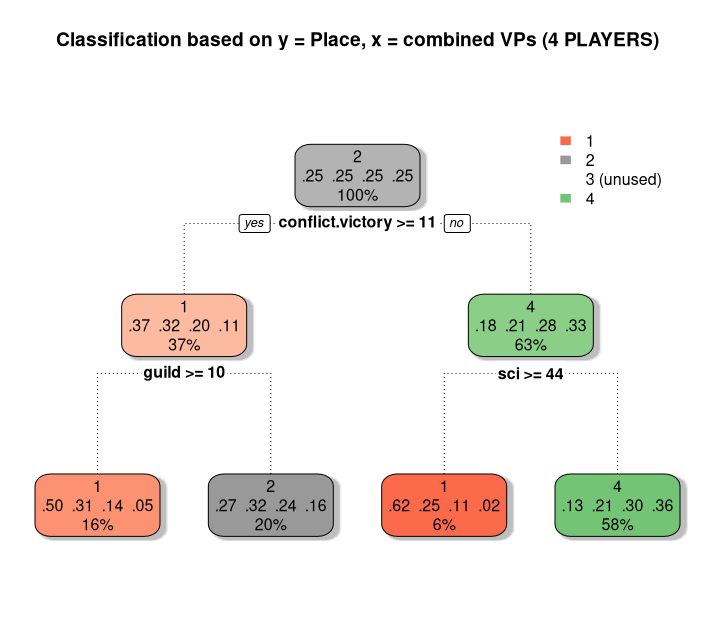 Classification based on y = Place, x = combined VPs (4 PLAYERS)
1
2
3 (unused)
4
2
.25 .25 .25 .25
100%
yes conflict.victory >= 11 no
1
.37 .32 .20 .11
37%
4
.18 .21 .28 .33
63%
guild >= 10
sci >= 44
1
.50 .31 .14 .05
16%
2
.27 .32 .24 .16
20%
1
.62 .25 .11 .02
6%
4
.13 .21 .30 .36
58%